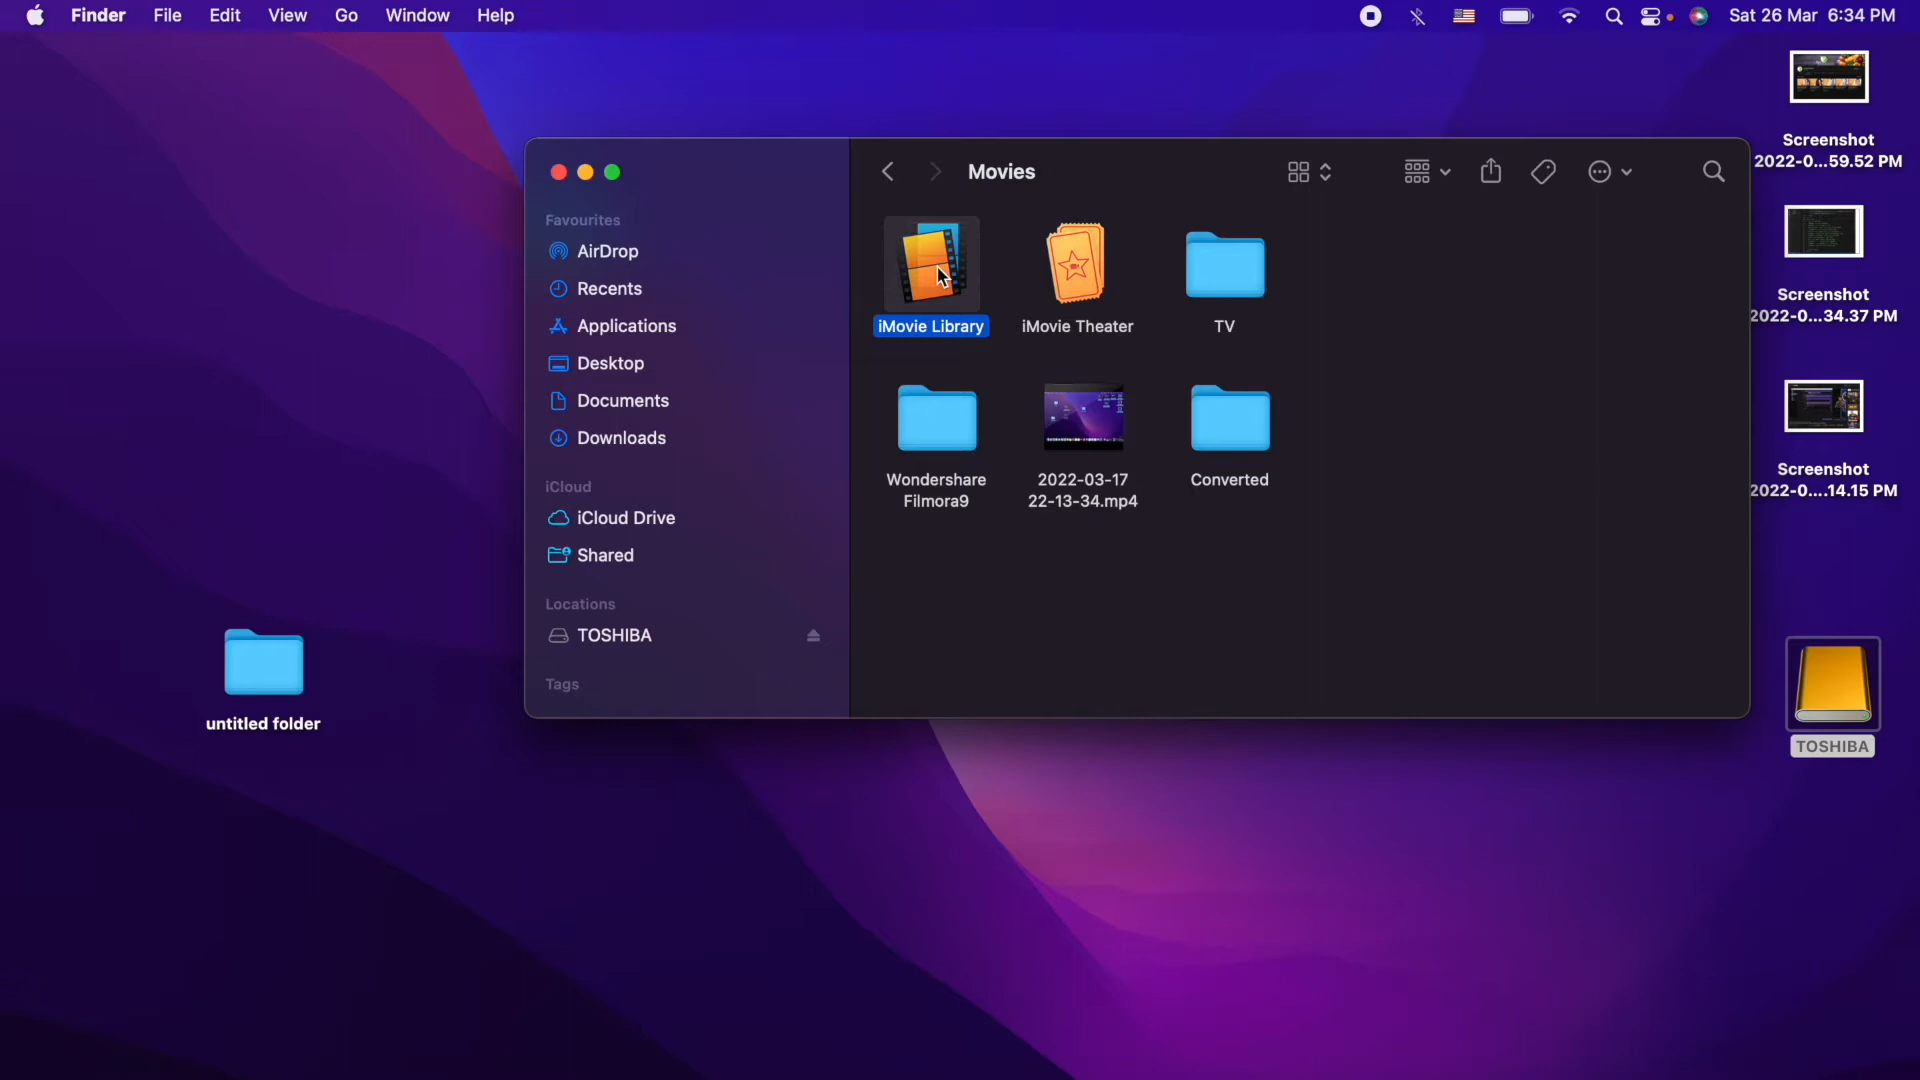 Finder File Edit View Go Window Help
Sat 26 Mar 6:34 PM
Movies
Favourites
AirDrop
Recents
Applications
Desktop
Documents
Downloads
iCloud
iCloud Drive
Shared
Locations
TOSHIBA
Tags
iMovie Library
iMovie Theater
TV
Wondershare
Filmora9
2022-03-17
22-13-34.mp4
Converted
untitled folder
Screenshot
2022-0...59.52 PM
Screenshot
2022-0...34.37 PM
Screenshot
2022-0....14.15 PM
TOSHIBA